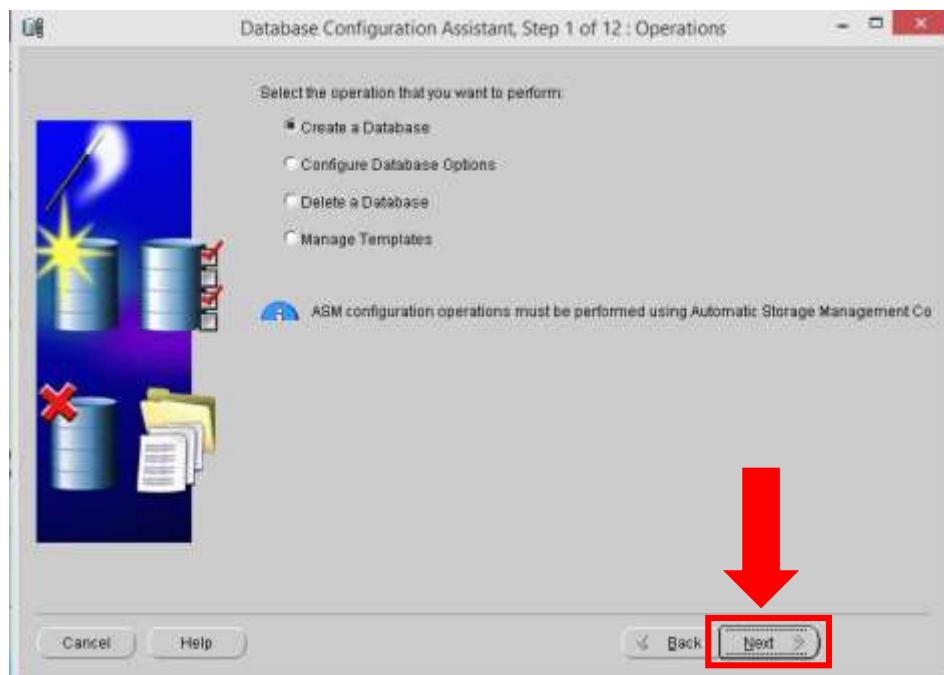 Database Configuration Assistant, Step 1 of 12 : Operations
Select the operation that you want to perform:
Create a Database
Configure Database Options
Delete a Database
Manage Templates
ASM configuration operations must be performed using Automatic Storage Management Co
Cancel
Help
Back
Next